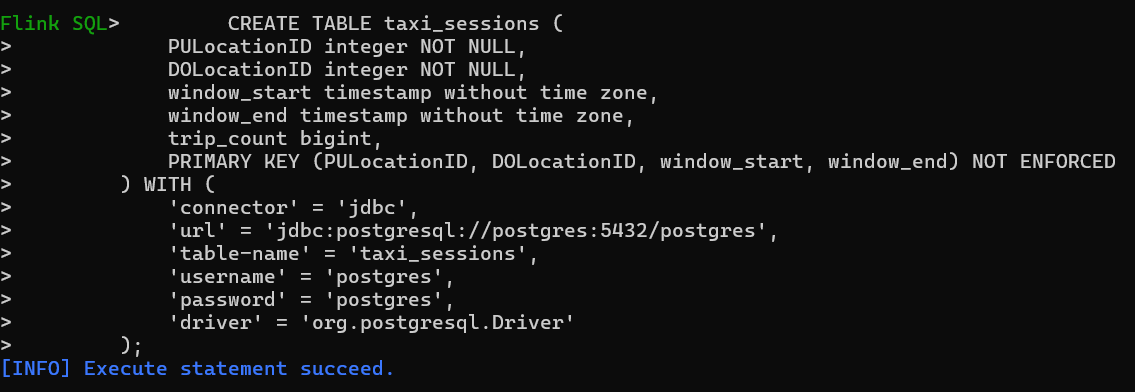 Flink SQL>         CREATE TABLE taxi_sessions (
>             PULocationID integer NOT NULL,
>             DOLocationID integer NOT NULL,
>             window_start timestamp without time zone,
>             window_end timestamp without time zone,
>             trip_count bigint,
>             PRIMARY KEY (PULocationID, DOLocationID, window_start, window_end) NOT ENFORCED
>         ) WITH (
>             'connector' = 'jdbc',
>             'url' = 'jdbc:postgresql://postgres:5432/postgres',
>             'table-name' = 'taxi_sessions',
>             'username' = 'postgres',
>             'password' = 'postgres',
>             'driver' = 'org.postgresql.Driver'
>         );
[INFO] Execute statement succeed.